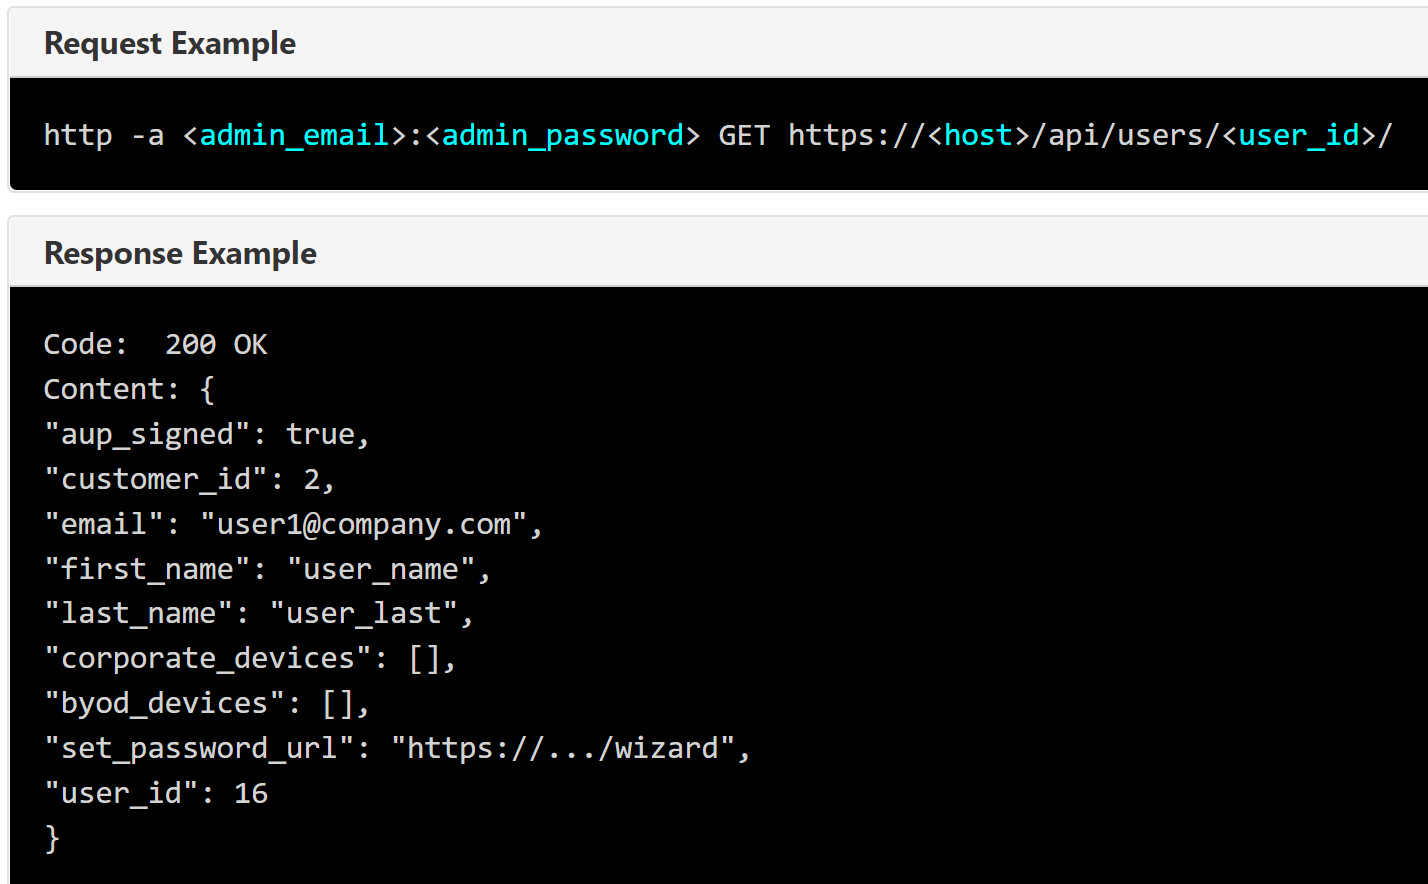 Request Example
http -a <admin_email>:<admin_password> GET https://<host>/api/users/<user_id>/
Response Example
Code:  200 OK
Content: {
"aup_signed": true,
"customer_id": 2,
"email": "user1@company.com",
"first_name": "user_name",
"last_name": "user_last",
"corporate_devices": [],
"byod_devices": [],
"set_password_url": "https://.../wizard",
"user_id": 16
}